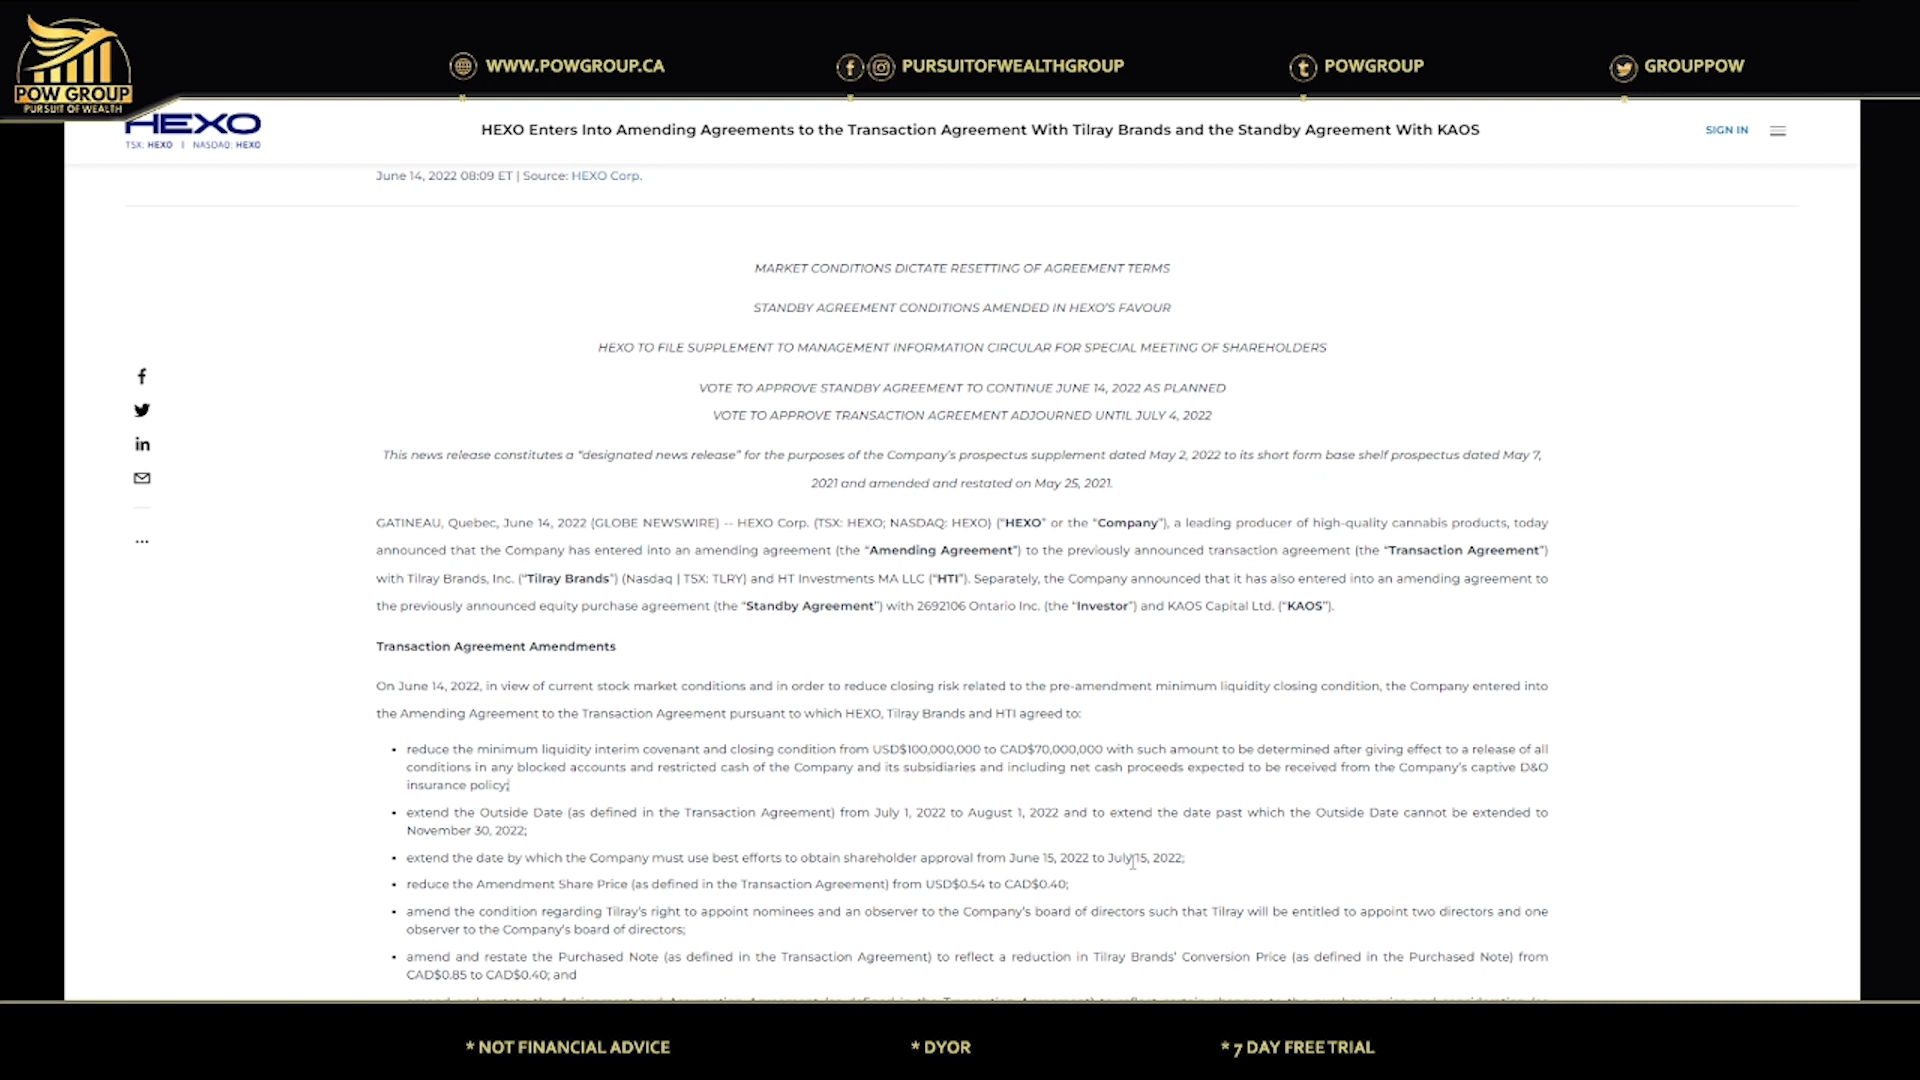 POW GROUP
PURSUIT OF WEALTH
WWW.POWGROUP.CA
PURSUITOFWEALTHGROUP
POWGROUP
GROUPPOW
HEXO
TSX: HEXO | NASDAQ: HEXO
HEXO Enters Into Amending Agreements to the Transaction Agreement With Tilray Brands and the Standby Agreement With KAOS
SIGN IN
June 14, 2022 08:09 ET | Source: HEXO Corp.
MARKET CONDITIONS DICTATE RESETTING OF AGREEMENT TERMS
STANDBY AGREEMENT CONDITIONS AMENDED IN HEXO'S FAVOUR
HEXO TO FILE SUPPLEMENT TO MANAGEMENT INFORMATION CIRCULAR FOR SPECIAL MEETING OF SHAREHOLDERS
VOTE TO APPROVE STANDBY AGREEMENT TO CONTINUE JUNE 14, 2022 AS PLANNED
VOTE TO APPROVE TRANSACTION AGREEMENT ADJOURNED UNTIL JULY 4, 2022
This news release constitutes a “designated news release” for the purposes of the Company’s prospectus supplement dated May 2, 2022 to its short form base shelf prospectus dated May 7,
2021 and amended and restated on May 25, 2021.
GATINEAU, Quebec, June 14, 2022 (GLOBE NEWSWIRE) -- HEXO Corp. (TSX: HEXO; NASDAQ: HEXO) (“HEXO” or the “Company”), a leading producer of high-quality cannabis products, today
announced that the Company has entered into an amending agreement (the “Amending Agreement”) to the previously announced transaction agreement (the “Transaction Agreement”)
with Tilray Brands, Inc. (“Tilray Brands”) (Nasdaq | TSX: TLRY) and HT Investments MA LLC (“HTI”). Separately, the Company announced that it has also entered into an amending agreement to
the previously announced equity purchase agreement (the “Standby Agreement”) with 2692106 Ontario Inc. (the “Investor”) and KAOS Capital Ltd. (“KAOS”).
Transaction Agreement Amendments
On June 14, 2022, in view of current stock market conditions and in order to reduce closing risk related to the pre-amendment minimum liquidity closing condition, the Company entered into
the Amending Agreement to the Transaction Agreement pursuant to which HEXO, Tilray Brands and HTI agreed to:
▪ reduce the minimum liquidity interim covenant and closing condition from USD$100,000,000 to CAD$70,000,000 with such amount to be determined after giving effect to a release of all
conditions in any blocked accounts and restricted cash of the Company and its subsidiaries and including net cash proceeds expected to be received from the Company’s captive D&O
insurance policy;
▪ extend the Outside Date (as defined in the Transaction Agreement) from July 1, 2022 to August 1, 2022 and to extend the date past which the Outside Date cannot be extended to
November 30, 2022;
▪ extend the date by which the Company must use best efforts to obtain shareholder approval from June 15, 2022 to July 15, 2022;
▪ reduce the Amendment Share Price (as defined in the Transaction Agreement) from USD$0.54 to CAD$0.40;
▪ amend the condition regarding Tilray’s right to appoint nominees and an observer to the Company’s board of directors such that Tilray will be entitled to appoint two directors and one
observer to the Company’s board of directors;
▪ amend and restate the Purchased Note (as defined in the Transaction Agreement) to reflect a reduction in Tilray Brands’ Conversion Price (as defined in the Purchased Note) from
CAD$0.85 to CAD$0.40; and
* NOT FINANCIAL ADVICE
* DYOR
* 7 DAY FREE TRIAL